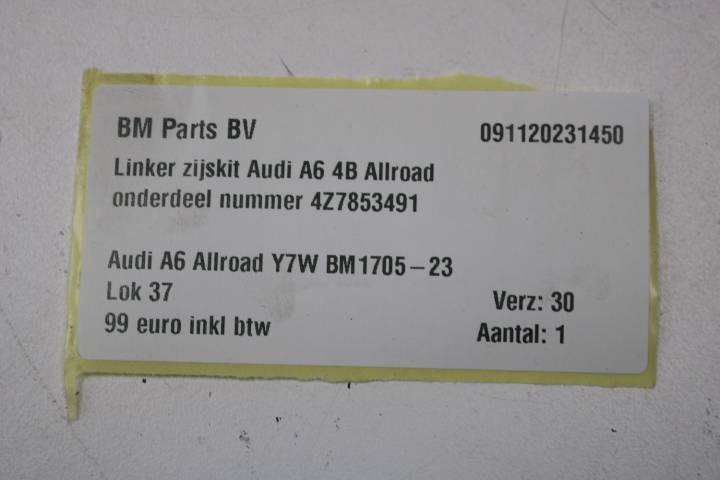 BM Parts BV 091120231450
Linker zijskit Audi A6 4B Allroad
onderdeel nummer 4Z7853491
Audi A6 Allroad Y7W BM1705-23
Lok 37 Verz: 30
99 euro inkl btw Aantal: 1